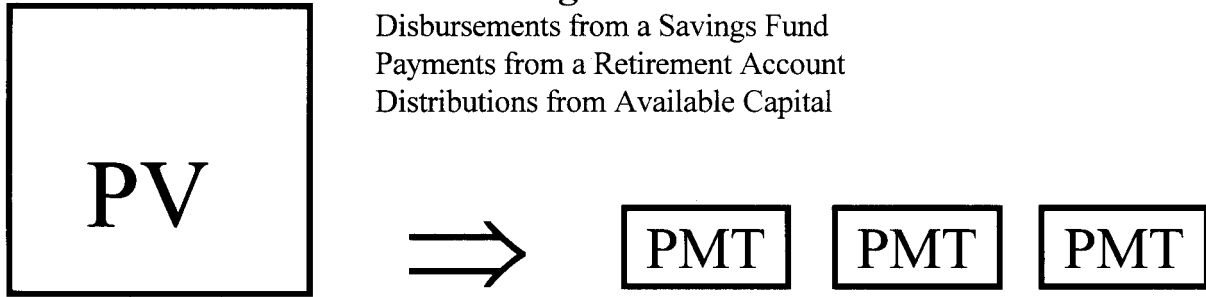 Disbursements from a Savings Fund
Payments from a Retirement Account
Distributions from Available Capital
PV
PMT PMT PMT